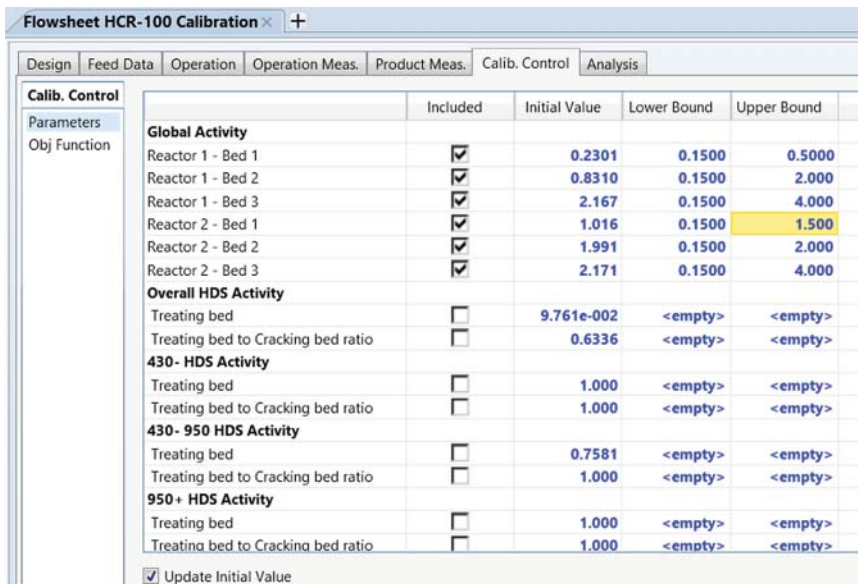 Flowsheet HCR-100 Calibration × +
Design Feed Data Operation Operation Meas. Product Meas. Calib. Control Analysis
Calib. Control
Parameters
Obj Function
Included Initial Value Lower Bound Upper Bound
Global Activity
Reactor 1 - Bed 1 0.2301 0.1500 0.5000
Reactor 1 - Bed 2 0.8310 0.1500 2.000
Reactor 1 - Bed 3 2.167 0.1500 4.000
Reactor 2 - Bed 1 1.016 0.1500 1.500
Reactor 2 - Bed 2 1.991 0.1500 2.000
Reactor 2 - Bed 3 2.171 0.1500 4.000
Overall HDS Activity
Treating bed 9.761e-002 <empty> <empty>
Treating bed to Cracking bed ratio 0.6336 <empty> <empty>
430- HDS Activity
Treating bed 1.000 <empty> <empty>
Treating bed to Cracking bed ratio 1.000 <empty> <empty>
430- 950 HDS Activity
Treating bed 0.7581 <empty> <empty>
Treating bed to Cracking bed ratio 1.000 <empty> <empty>
950+ HDS Activity
Treating bed 1.000 <empty> <empty>
Treating bed to Cracking bed ratio 1.000 <empty> <empty>
Update Initial Value